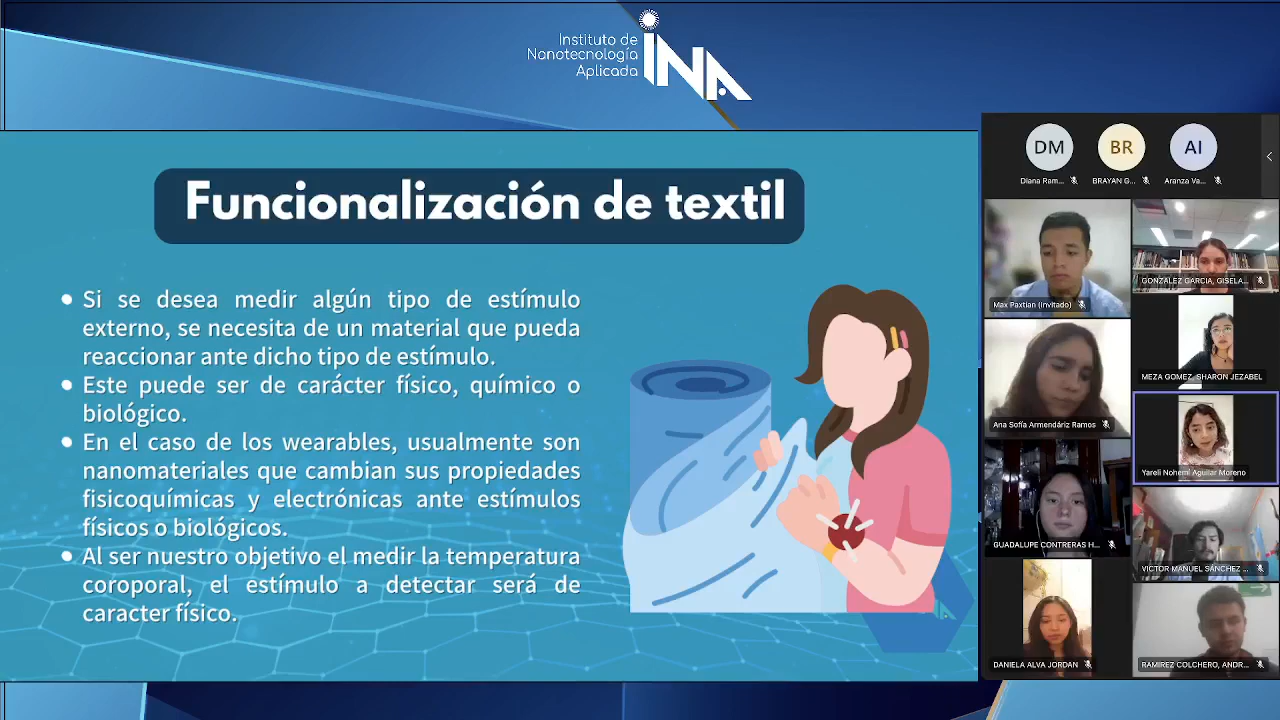 Instituto de
Nanotecnología
Aplicada
INA
Funcionalización de textil
Si se desea medir algún tipo de estímulo
externo, se necesita de un material que pueda
reaccionar ante dicho tipo de estímulo.
Este puede ser de carácter físico, químico o
biológico.
En el caso de los wearables, usualmente son
nanomateriales que cambian sus propiedades
fisicoquímicas y electrónicas ante estímulos
físicos o biológicos.
Al ser nuestro objetivo el medir la temperatura
coroporal, el estímulo a detectar será de
caracter físico.
DM
BR
AI
Diana Ram...
BRAYAN G...
Aranza Va...
Max Paxtian (invitado)
GONZALEZ GARCIA, GISELA...
MEZA GOMEZ, SHARON JEZABEL
Ana Sofía Armendáriz Ramos
Yareli Nohemi Aguilar Moreno
GUADALUPE CONTRERAS H...
VICTOR MANUEL SÁNCHEZ ...
DANIELA ALVA JORDAN
RAMIREZ COLCHERO, ANDR...